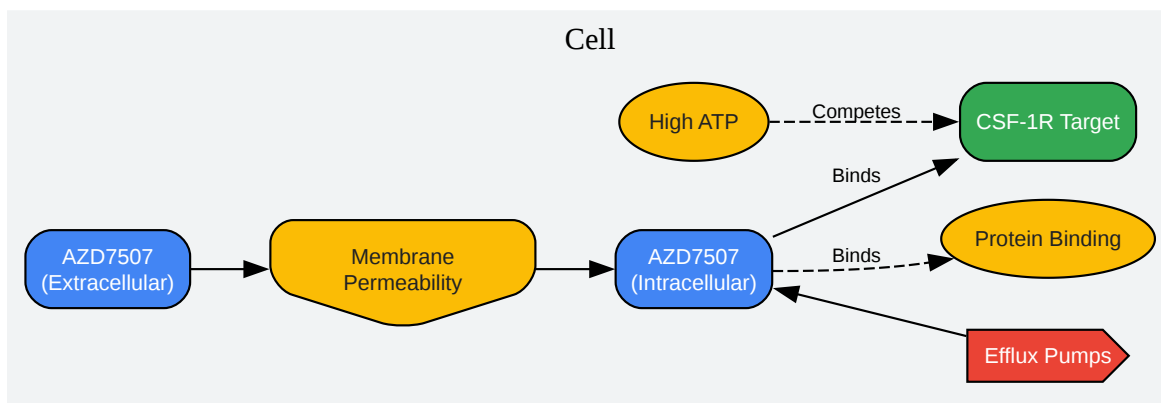 Cell
High ATP
Competes
CSF-1R Target
Binds
AZD7507
(Extracellular)
Membrane
Permeability
AZD7507
(Intracellular)
Binds
Protein Binding
Efflux Pumps